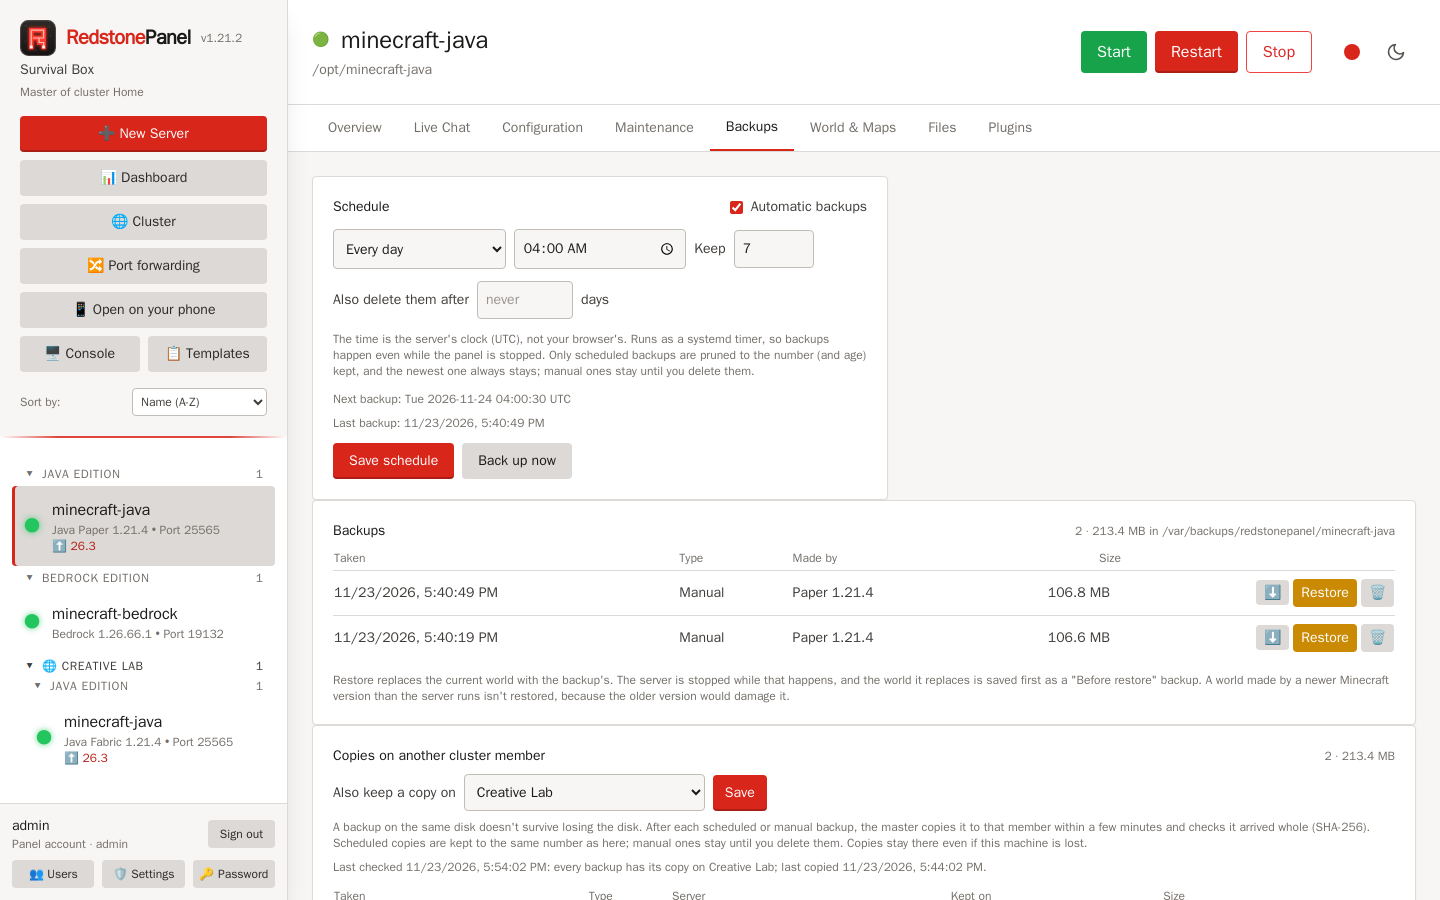 RedstonePanel v1.21.2
Survival Box
Master of cluster Home
➕ New Server
📊 Dashboard
🌐 Cluster
🔀 Port forwarding
📱 Open on your phone
🖥️ Console
📋 Templates
Sort by:
Name (A-Z)
▼ JAVA EDITION 1
minecraft-java
Java Paper 1.21.4 • Port 25565
⬆️ 26.3
▼ BEDROCK EDITION 1
minecraft-bedrock
Bedrock 1.26.66.1 • Port 19132
▼ 🌐 CREATIVE LAB 1
▼ JAVA EDITION 1
minecraft-java
Java Fabric 1.21.4 • Port 25565
⬆️ 26.3
admin
Panel account · admin
Sign out
👥 Users
🛡️ Settings
🔑 Password
minecraft-java
/opt/minecraft-java
Start
Restart
Stop
Overview
Live Chat
Configuration
Maintenance
Backups
World & Maps
Files
Plugins
Schedule
Automatic backups
Every day
04:00 AM
Keep
7
Also delete them after never days
The time is the server's clock (UTC), not your browser's. Runs as a systemd timer, so backups
happen even while the panel is stopped. Only scheduled backups are pruned to the number (and age)
kept, and the newest one always stays; manual ones stay until you delete them.
Next backup: Tue 2026-11-24 04:00:30 UTC
Last backup: 11/23/2026, 5:40:49 PM
Save schedule
Back up now
Backups
2 · 213.4 MB in /var/backups/redstonepanel/minecraft-java
Taken Type Made by Size
11/23/2026, 5:40:49 PM Manual Paper 1.21.4 106.8 MB ⬇️ Restore 🗑️
11/23/2026, 5:40:19 PM Manual Paper 1.21.4 106.6 MB ⬇️ Restore 🗑️
Restore replaces the current world with the backup's. The server is stopped while that happens, and the world it replaces is saved first as a "Before restore" backup. A world made by a newer Minecraft
version than the server runs isn't restored, because the older version would damage it.
Copies on another cluster member
2 · 213.4 MB
Also keep a copy on Creative Lab Save
A backup on the same disk doesn't survive losing the disk. After each scheduled or manual backup, the master copies it to that member within a few minutes and checks it arrived whole (SHA-256).
Scheduled copies are kept to the same number as here; manual ones stay until you delete them. Copies stay there even if this machine is lost.
Last checked 11/23/2026, 5:54:02 PM: every backup has its copy on Creative Lab; last copied 11/23/2026, 5:44:02 PM.
Taken Type Server Kept on Size